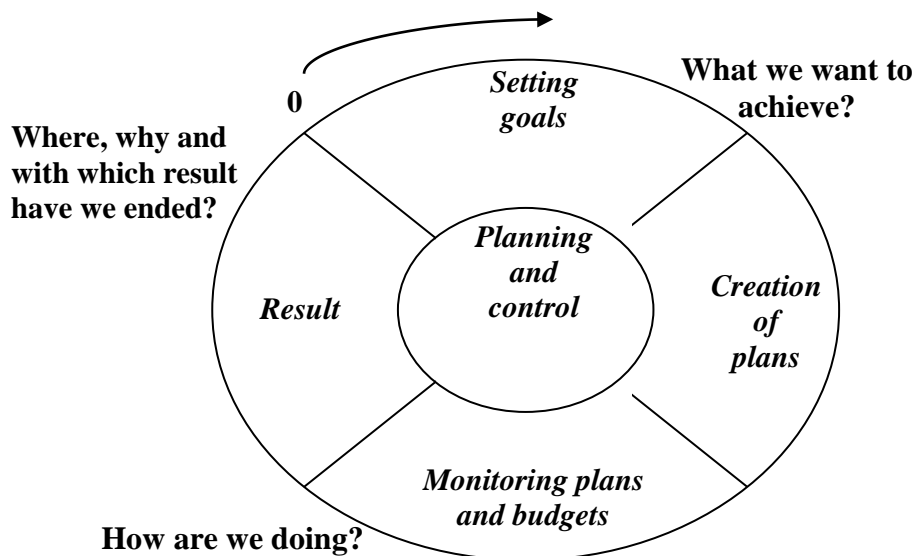 0
Setting
goals
What we want to
achieve?
Where, why and
with which result
have we ended?
Planning
and
control
Result
Creation
of
plans
Monitoring plans
and budgets
How are we doing?